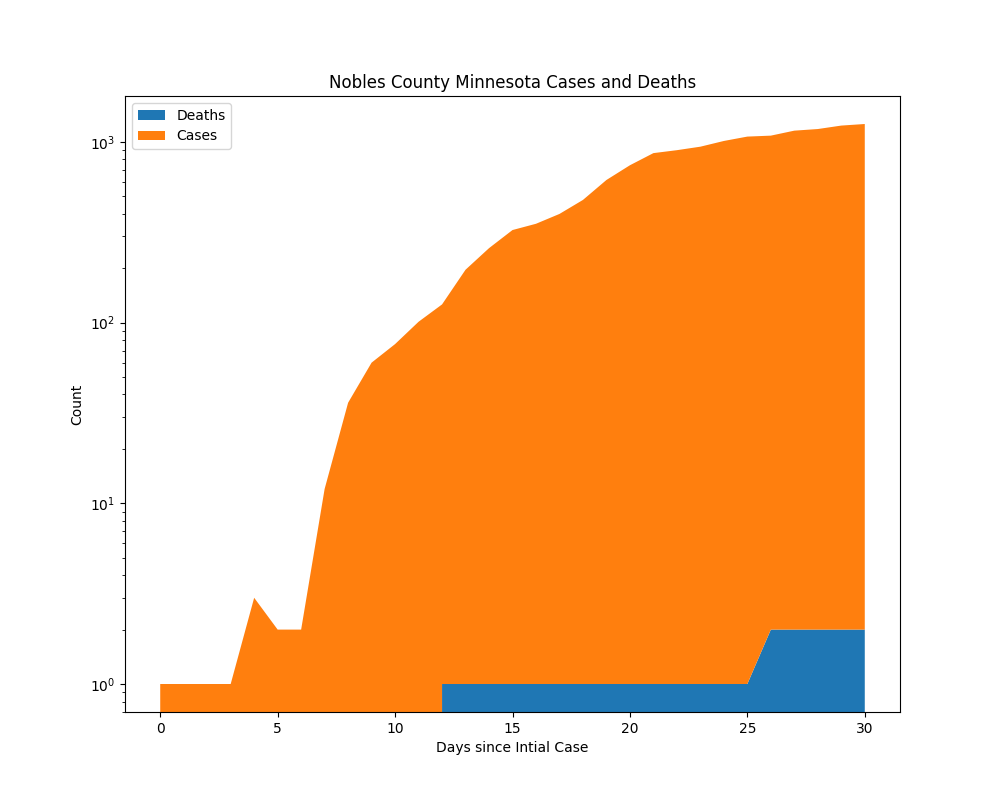 Nobles County Minnesota Cases and Deaths
Deaths
Cases
10³
10²
10¹
10⁰
Count
0 5 10 15 20 25 30
Days since Intial Case